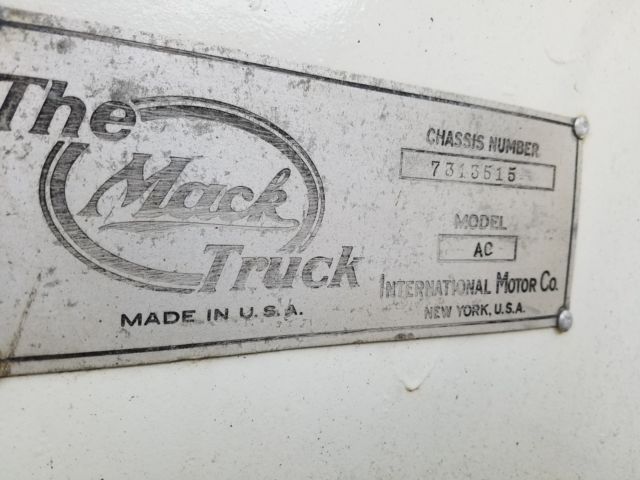 The
Mack
Truck
MADE IN U.S.A.
CHASSIS NUMBER
7313515
MODEL
AC
INTERNATIONAL MOTOR CO.
NEW YORK, U.S.A.